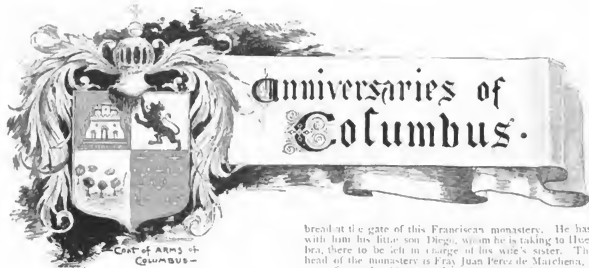 Anniversaries of
Columbus.
Coat of ARMS of
COLUMBUS
bread at the gate of this Franciscan monastery. He has
with him his little son Diego, whom he is taking to Hue-
bra, there to be left in charge of his wife's sister. The
head of the monastery is Fray Juan Perez de Marchena,